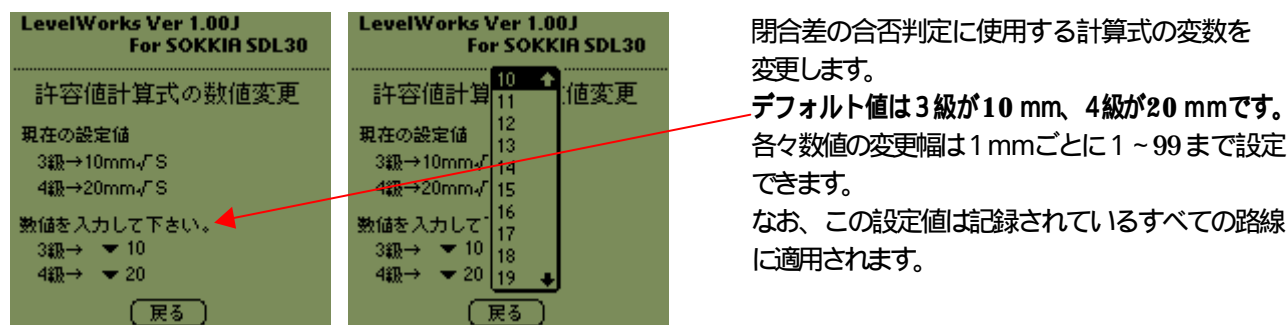 LevelWorks Ver 1.00J
For SOKKIA SDL30
許容値計算式の数値変更
現在の設定値
3級→10mm√S
4級→20mm√S
数値を入力して下さい。
3級→ ▼ 10
4級→ ▼ 20
戻る
LevelWorks Ver 1.00J
For SOKKIA SDL30
許容値計算 値変更
現在の設定値
3級→10mm√
4級→20mm√
数値を入力して
3級→ ▼ 10
4級→ ▼ 20
10
11
12
13
14
15
16
17
18
19
戻る
閉合差の合否判定に使用する計算式の変数を
変更します。
デフォルト値は3級が10 mm、4級が20 mmです。
各々数値の変更幅は1mmごとに1~99まで設定
できます。
なお、この設定値は記録されているすべての路線
に適用されます。